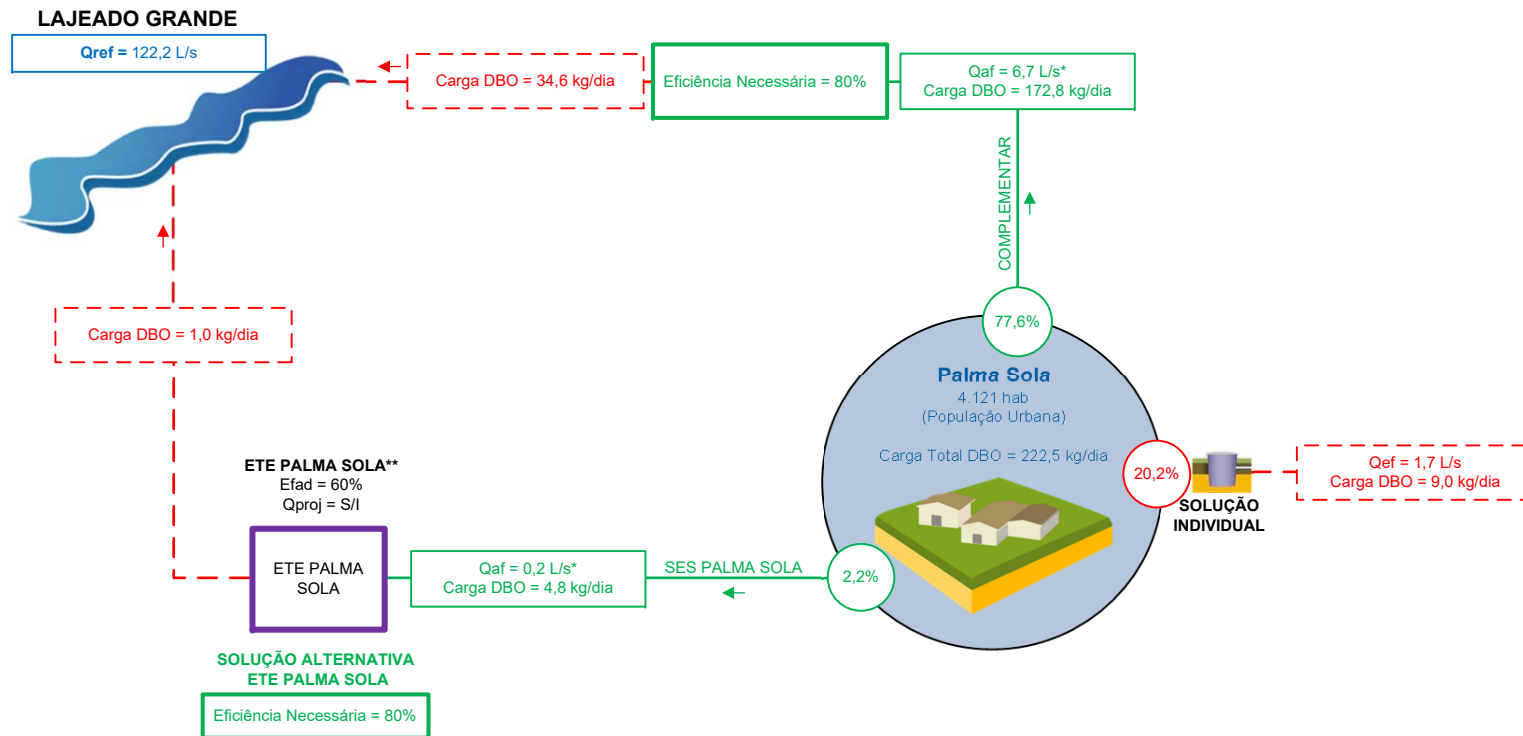 LAJEADO GRANDE
Qref = 122,2 L/s
Carga DBO = 34,6 kg/dia
Eficiência Necessária = 80%
Qaf = 6,7 L/s*
Carga DBO = 172,8 kg/dia
COMPLEMENTAR
77,6%
Carga DBO = 1,0 kg/dia
Palma Sola
4.121 hab
(População Urbana)
Carga Total DBO = 222,5 kg/dia
20,2%
SOLUÇÃO
INDIVIDUAL
Qef = 1,7 L/s
Carga DBO = 9,0 kg/dia
ETE PALMA SOLA**
Efad = 60%
Qproj = S/I
ETE PALMA
SOLA
Qaf = 0,2 L/s*
Carga DBO = 4,8 kg/dia
SES PALMA SOLA
2,2%
SOLUÇÃO ALTERNATIVA
ETE PALMA SOLA
Eficiência Necessária = 80%